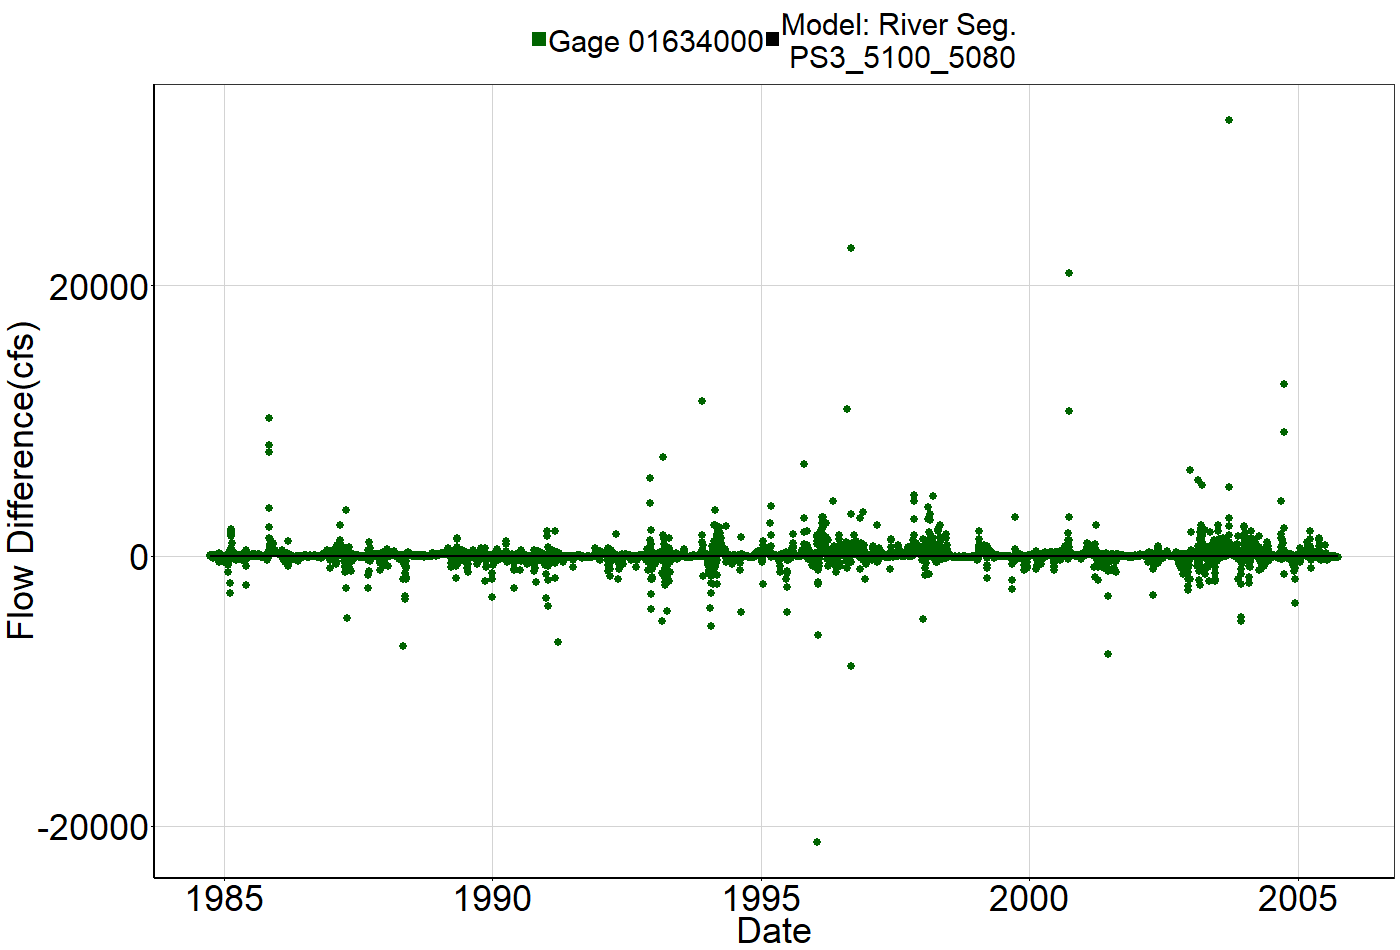 Gage 01634000
Model: River Seg.
PS3_5100_5080
Flow Difference(cfs)
20000
0
-20000
1985
1990
1995
2000
2005
Date